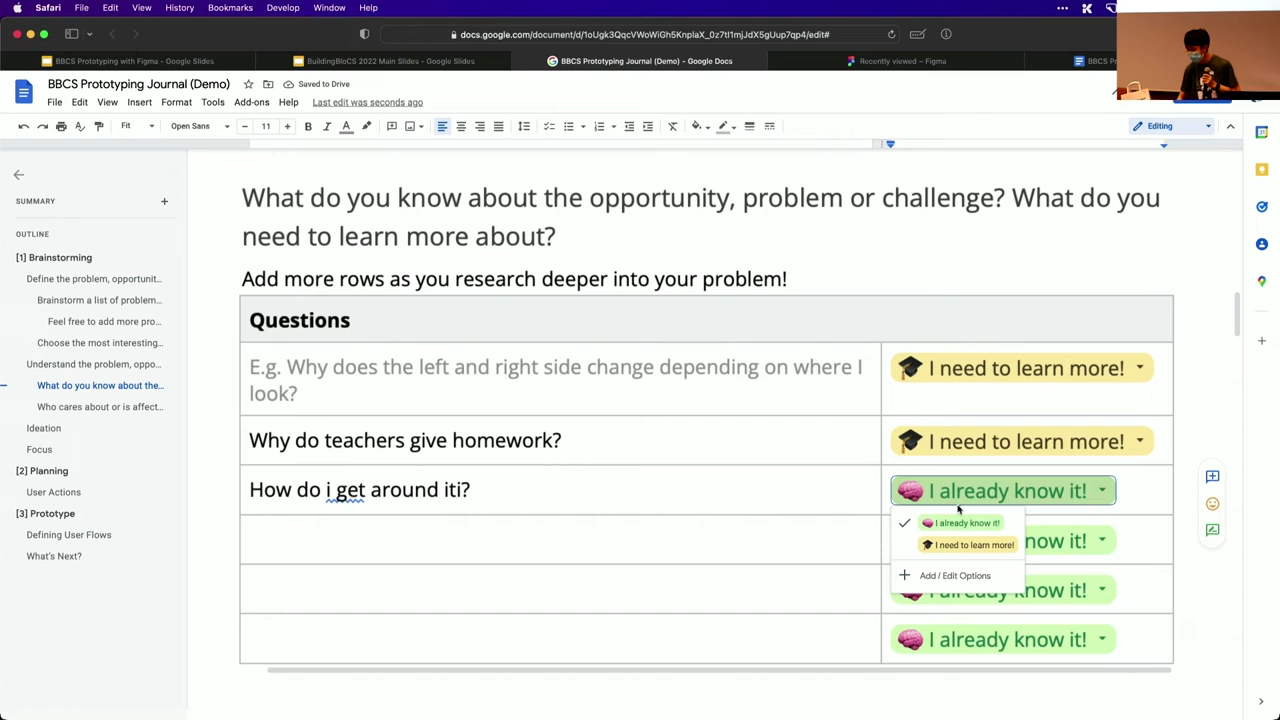 Safari File Edit View History Bookmarks Develop Window Help
docs.google.com/document/d/1oUgk3QqcVWoWiGh5KnplaX_0z7tI1mjJdX5gUup7qp4/edit#
BBCS Prototyping with Figma - Google Slides
BuildingBloCS 2022 Main Slides - Google Slides
BBCS Prototyping Journal (Demo) - Google Docs
Recently viewed – Figma
BBCS
BBCS Prototyping Journal (Demo)
Saved to Drive
File Edit View Insert Format Tools Add-ons Help Last edit was seconds ago
Fit Open Sans 11 B I A Editing
SUMMARY
OUTLINE
[1] Brainstorming
Define the problem, opportunit...
Brainstorm a list of problem...
Feel free to add more pro...
Choose the most interesting...
Understand the problem, oppo...
What do you know about the...
Who cares about or is affect...
Ideation
Focus
[2] Planning
User Actions
[3] Prototype
Defining User Flows
What's Next?
What do you know about the opportunity, problem or challenge? What do you
need to learn more about?
Add more rows as you research deeper into your problem!
Questions
E.g. Why does the left and right side change depending on where I
look?
I need to learn more!
Why do teachers give homework?
I need to learn more!
How do i get around iti?
I already know it!
I already know it!
I need to learn more!
Add / Edit Options
now it!
I already know it!
I already know it!